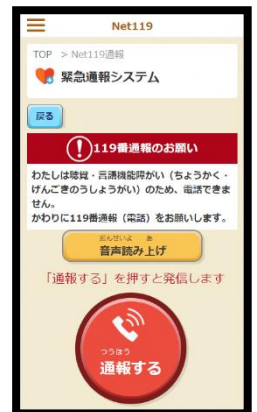 Net119
TOP > Net119通報
緊急通報システム
戻る
119番通報のお願い
わたしは聴覚・言語機能障がい（ちょうかく・
げんごきのうしょうがい）のため、電話できま
せん。
かわりに119番通報（電話）をお願いします。
おんせいよ あ
音声読み上げ
「通報する」を押すと発信します
つうほう
通報する